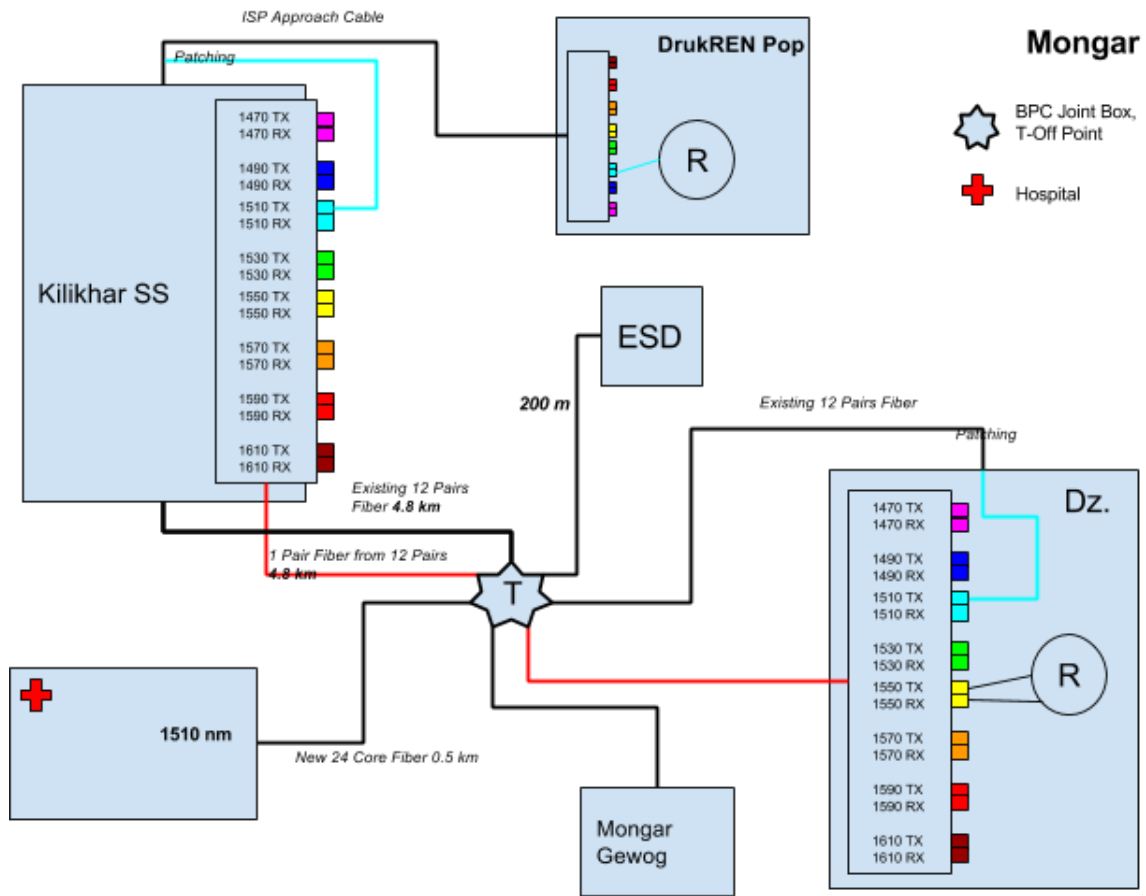 ISP Approach Cable
Patching
DrukREN Pop
R
Mongar
BPC Joint Box,
T-Off Point
Hospital
Kilikhar SS
1470 TX
1470 RX
1490 TX
1490 RX
1510 TX
1510 RX
1530 TX
1530 RX
1550 TX
1550 RX
1570 TX
1570 RX
1590 TX
1590 RX
1610 TX
1610 RX
ESD
200 m
Existing 12 Pairs
Fiber 4.8 km
1 Pair Fiber from 12 Pairs
4.8 km
T
Existing 12 Pairs Fiber
Patching
Dz.
1470 TX
1470 RX
1490 TX
1490 RX
1510 TX
1510 RX
1530 TX
1530 RX
1550 TX
1550 RX
1570 TX
1570 RX
1590 TX
1590 RX
1610 TX
1610 RX
R
1510 nm
New 24 Core Fiber 0.5 km
Mongar
Gewog